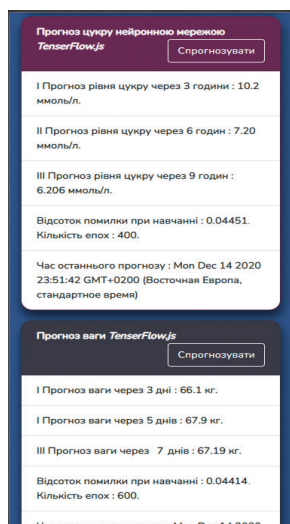 Прогноз цукру нейронною мережою
TenserFlow.js
Спрогнозувати
I Прогноз рівня цукру через 3 години : 10.2
ммоль/л.
II Прогноз рівня цукру через 6 годин : 7.20
ммоль/л.
III Прогноз рівня цукру через 9 годин :
6.206 ммоль/л.
Відсоток помилки при навчанні : 0.04451.
Кількість епох : 400.
Час останнього прогнозу : Mon Dec 14 2020
23:51:42 GMT+0200 (Восточная Европа,
стандартное время)
Прогноз ваги TenserFlow.js
Спрогнозувати
I Прогноз ваги через 3 дні : 66.1 кг.
I Прогноз ваги через 5 днів : 67.9 кг.
III Прогноз ваги через 7 днів : 67.19 кг.
Відсоток помилки при навчанні : 0.04414.
Кількість епох : 600.